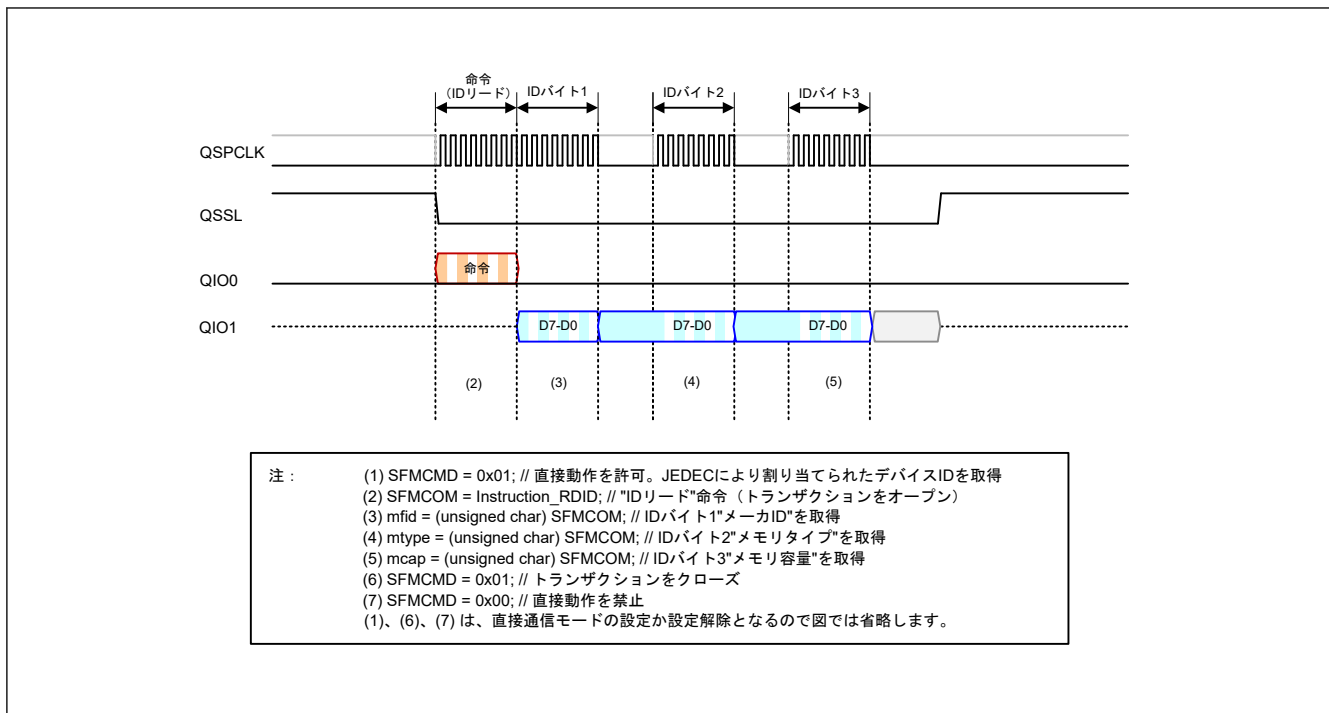 命令
（IDリード）
IDバイト1
IDバイト2
IDバイト3
QSPCLK
QSSL
QIO0
命令
QIO1
D7-D0
D7-D0
D7-D0
(2)
(3)
(4)
(5)
注：
(1) SFMCMD = 0x01; // 直接動作を許可。JEDECにより割り当てられたデバイスIDを取得
(2) SFMCOM = Instruction_RDID; // "IDリード"命令（トランザクションをオープン）
(3) mfid = (unsigned char) SFMCOM; // IDバイト1"メーカID"を取得
(4) mtype = (unsigned char) SFMCOM; // IDバイト2"メモリタイプ"を取得
(5) mcap = (unsigned char) SFMCOM; // IDバイト3"メモリ容量"を取得
(6) SFMCMD = 0x01; // トランザクションをクローズ
(7) SFMCMD = 0x00; // 直接動作を禁止
(1)、(6)、(7) は、直接通信モードの設定か設定解除となるので図では省略します。